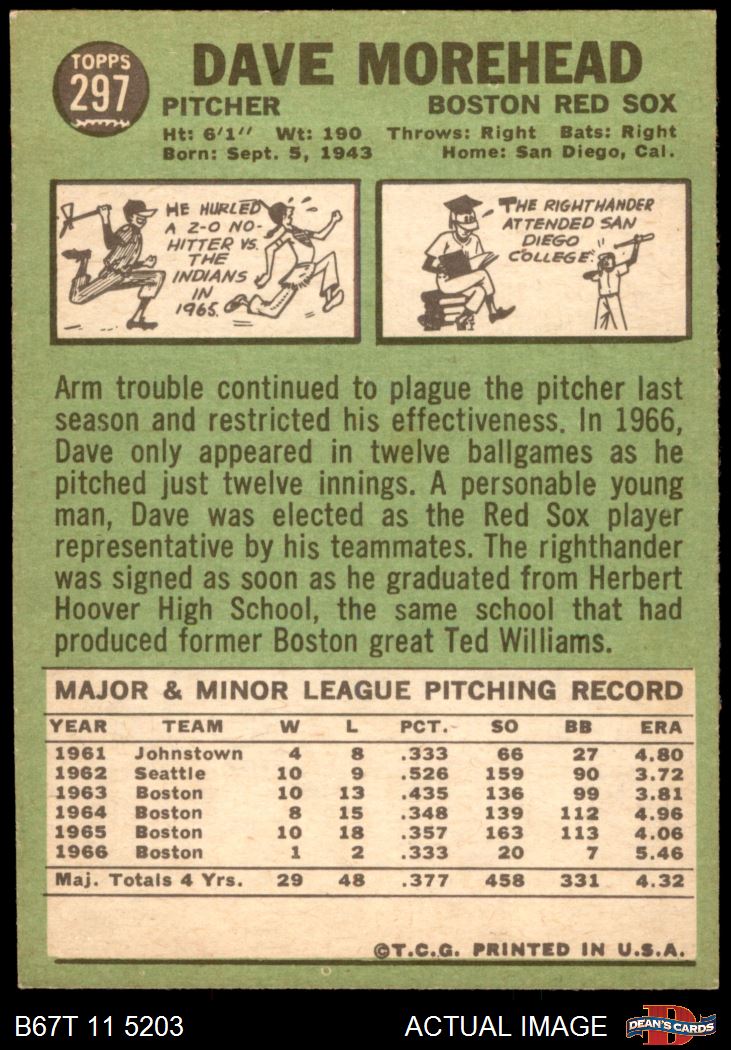 TOPPS
297
DAVE MOREHEAD
PITCHER BOSTON RED SOX
Ht: 6'1" Wt: 190 Throws: Right Bats: Right
Born: Sept. 5, 1943 Home: San Diego, Cal.
HE HURLED
A 2-0 NO-
HITTER VS.
THE
INDIANS
IN
1965.
THE RIGHTHANDER
ATTENDED SAN
DIEGO
COLLEGE.
B
Arm trouble continued to plague the pitcher last
season and restricted his effectiveness. In 1966,
Dave only appeared in twelve ballgames as he
pitched just twelve innings. A personable young
man, Dave was elected as the Red Sox player
representative by his teammates. The righthander
was signed as soon as he graduated from Herbert
Hoover High School, the same school that had
produced former Boston great Ted Williams.
MAJOR & MINOR LEAGUE PITCHING RECORD
YEAR TEAM W L PCT. SO BB ERA
1961 Johnstown 4 8 .333 66 27 4.80
1962 Seattle 10 9 .526 159 90 3.72
1963 Boston 10 13 .435 136 99 3.81
1964 Boston 8 15 .348 139 112 4.96
1965 Boston 10 18 .357 163 113 4.06
1966 Boston 1 2 .333 20 7 5.46
Maj. Totals 4 Yrs. 29 48 .377 458 331 4.32
©T.C.G. PRINTED IN U.S.A.
B67T 11 5203 ACTUAL IMAGE DEAN'S CARDS